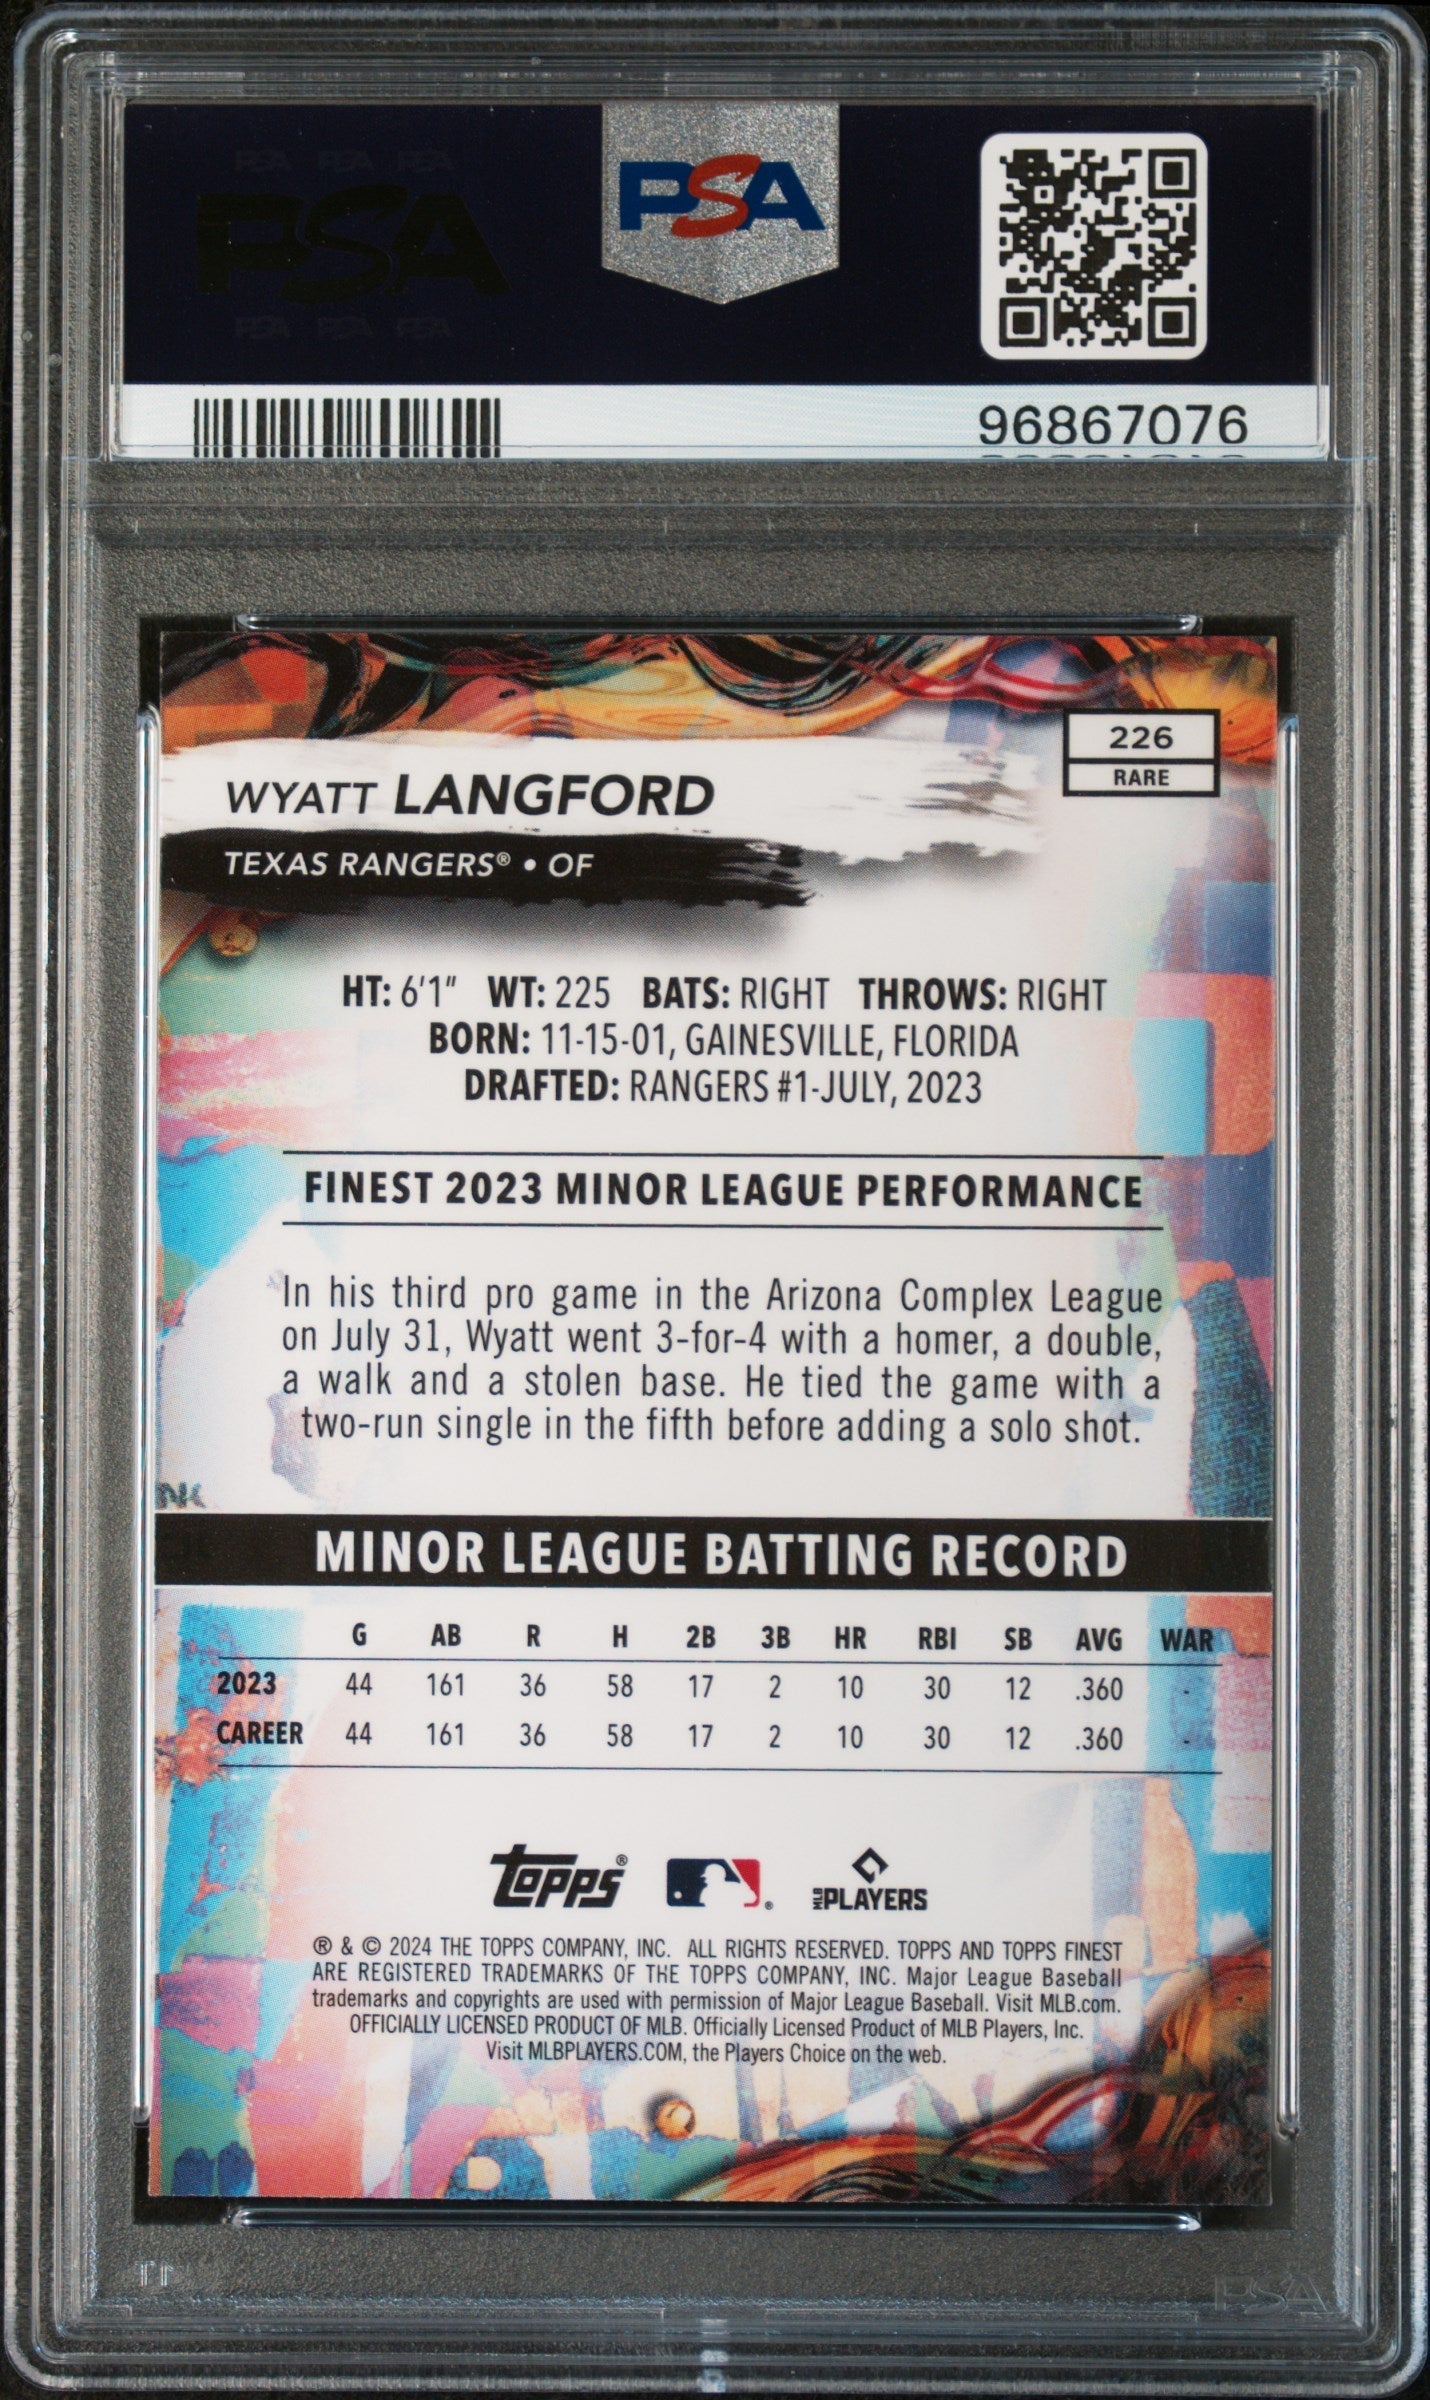 PSA PSA PSA
PSA
PSA PSA PSA
PSA
96867076
226
RARE
WYATT LANGFORD
TEXAS RANGERS® • OF
HT: 6'1" WT: 225 BATS: RIGHT THROWS: RIGHT
BORN: 11-15-01, GAINESVILLE, FLORIDA
DRAFTED: RANGERS #1-JULY, 2023
FINEST 2023 MINOR LEAGUE PERFORMANCE
In his third pro game in the Arizona Complex League
on July 31, Wyatt went 3-for-4 with a homer, a double,
a walk and a stolen base. He tied the game with a
two-run single in the fifth before adding a solo shot.
NK
MINOR LEAGUE BATTING RECORD
G AB R H 2B 3B HR RBI SB AVG WAR
2023 44 161 36 58 17 2 10 30 12 .360 -
CAREER 44 161 36 58 17 2 10 30 12 .360 -
TOPPS® ® MLB PLAYERS
® & © 2024 THE TOPPS COMPANY, INC. ALL RIGHTS RESERVED. TOPPS AND TOPPS FINEST
ARE REGISTERED TRADEMARKS OF THE TOPPS COMPANY, INC. Major League Baseball
trademarks and copyrights are used with permission of Major League Baseball. Visit MLB.com.
OFFICIALLY LICENSED PRODUCT OF MLB. Officially Licensed Product of MLB Players, Inc.
Visit MLBPLAYERS.COM, the Players Choice on the web.
PSA